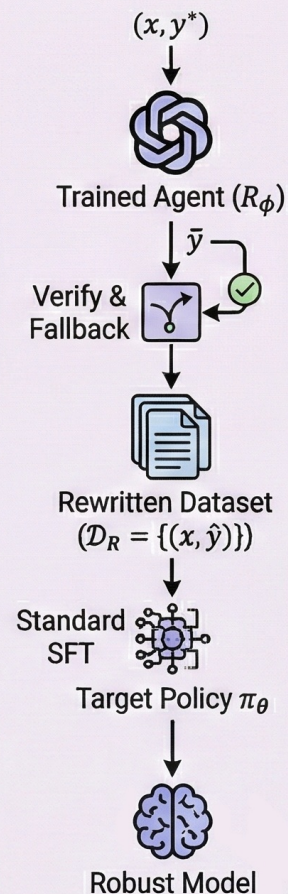 (x, y*)
Trained Agent (R_ϕ)
ȳ
Verify &
Fallback
Rewritten Dataset
(𝒟_R = {(x, ŷ)})
Standard
SFT
Target Policy π_θ
Robust Model